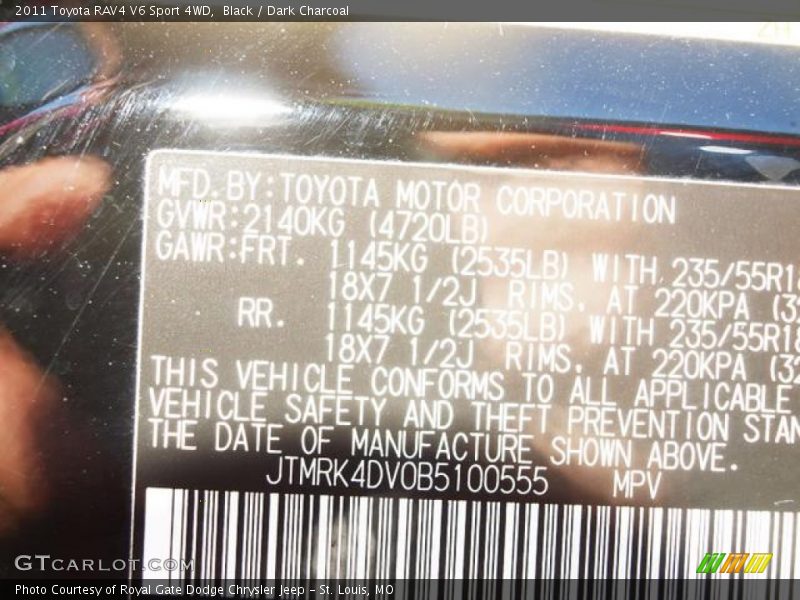 2011 Toyota RAV4 V6 Sport 4WD, Black / Dark Charcoal
MFD.BY:TOYOTA MOTOR CORPORATION
GVWR:2140KG (4720LB)
GAWR:FRT. 1145KG (2535LB) WITH 235/55R18
18X7 1/2J RIMS, AT 220KPA (32
RR. 1145KG (2535LB) WITH 235/55R18
18X7 1/2J RIMS, AT 220KPA (32
THIS VEHICLE CONFORMS TO ALL APPLICABLE
VEHICLE SAFETY AND THEFT PREVENTION STAN
THE DATE OF MANUFACTURE SHOWN ABOVE.
JTMRK4DV0B5100555 MPV
GTCARLOT.COM
Photo Courtesy of Royal Gate Dodge Chrysler Jeep - St. Louis, MO